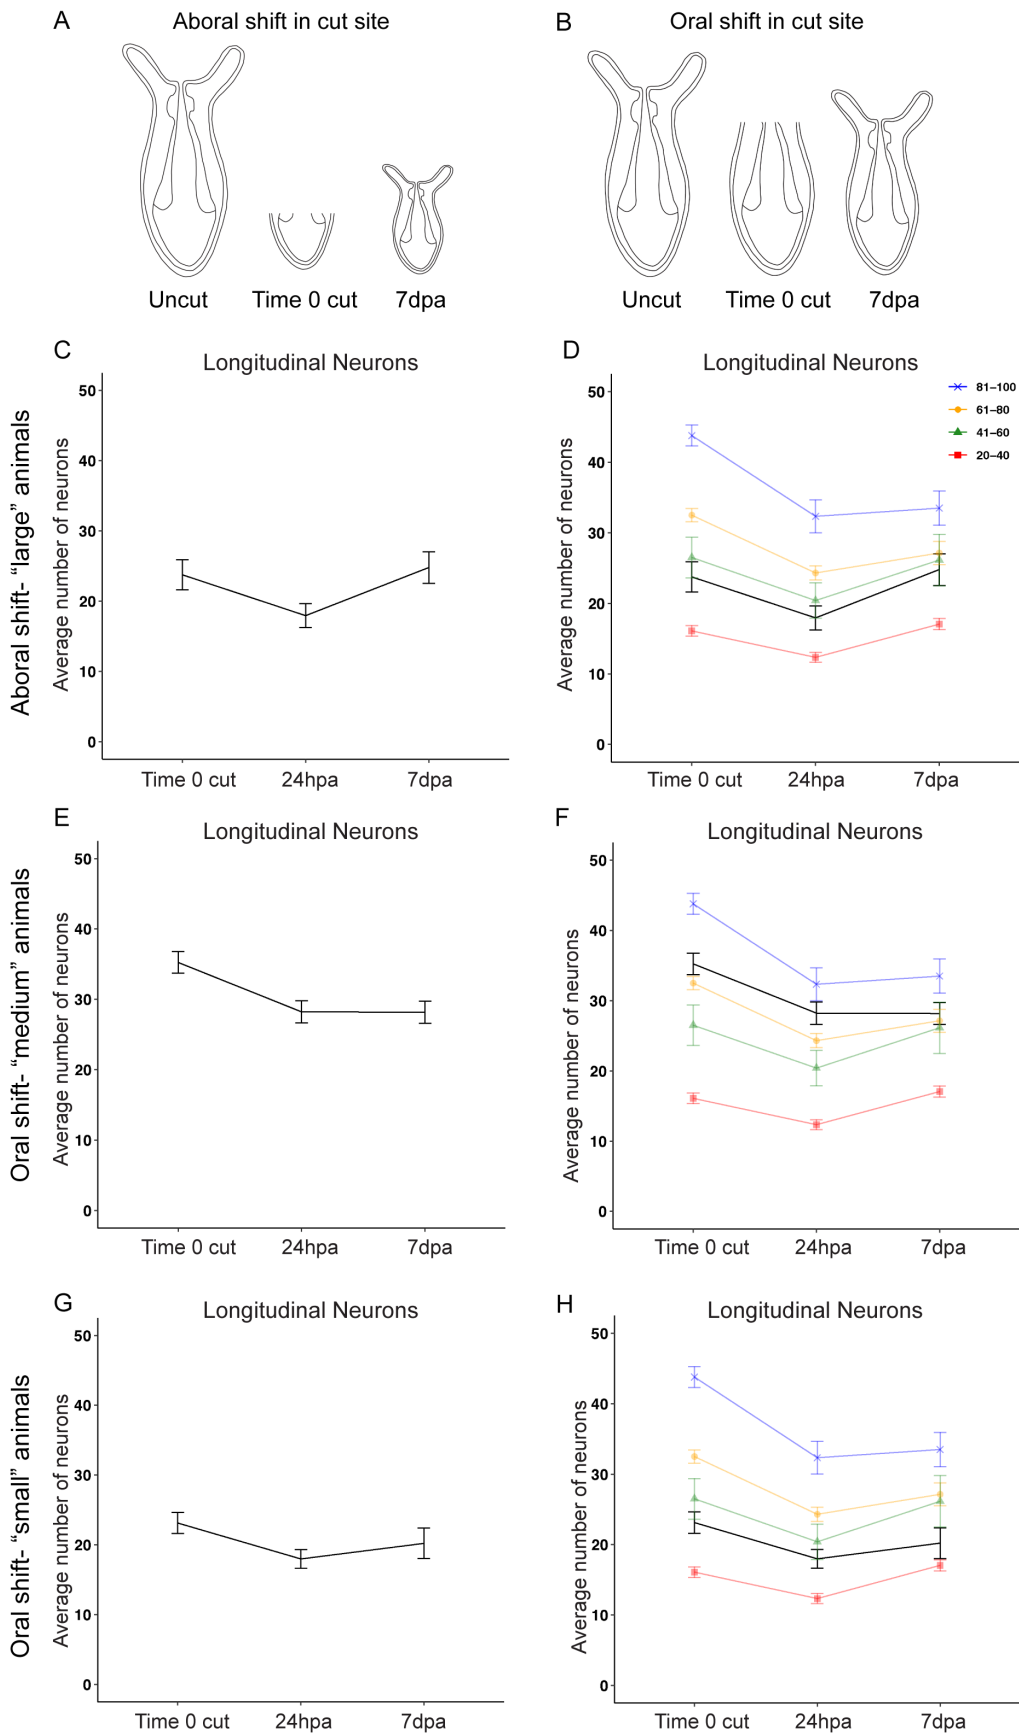 A
Aboral shift in cut site
Uncut
Time 0 cut
7dpa
B
Oral shift in cut site
Uncut
Time 0 cut
7dpa
Aboral shift- “large” animals
C
Longitudinal Neurons
Average number of neurons
50
40
30
20
10
0
Time 0 cut
24hpa
7dpa
D
Longitudinal Neurons
Average number of neurons
50
40
30
20
10
0
Time 0 cut
24hpa
7dpa
81–100
61–80
41–60
20–40
Oral shift- “medium” animals
E
Longitudinal Neurons
Average number of neurons
50
40
30
20
10
0
Time 0 cut
24hpa
7dpa
F
Longitudinal Neurons
Average number of neurons
50
40
30
20
10
0
Time 0 cut
24hpa
7dpa
Oral shift- “small” animals
G
Longitudinal Neurons
Average number of neurons
50
40
30
20
10
0
Time 0 cut
24hpa
7dpa
H
Longitudinal Neurons
Average number of neurons
50
40
30
20
10
0
Time 0 cut
24hpa
7dpa